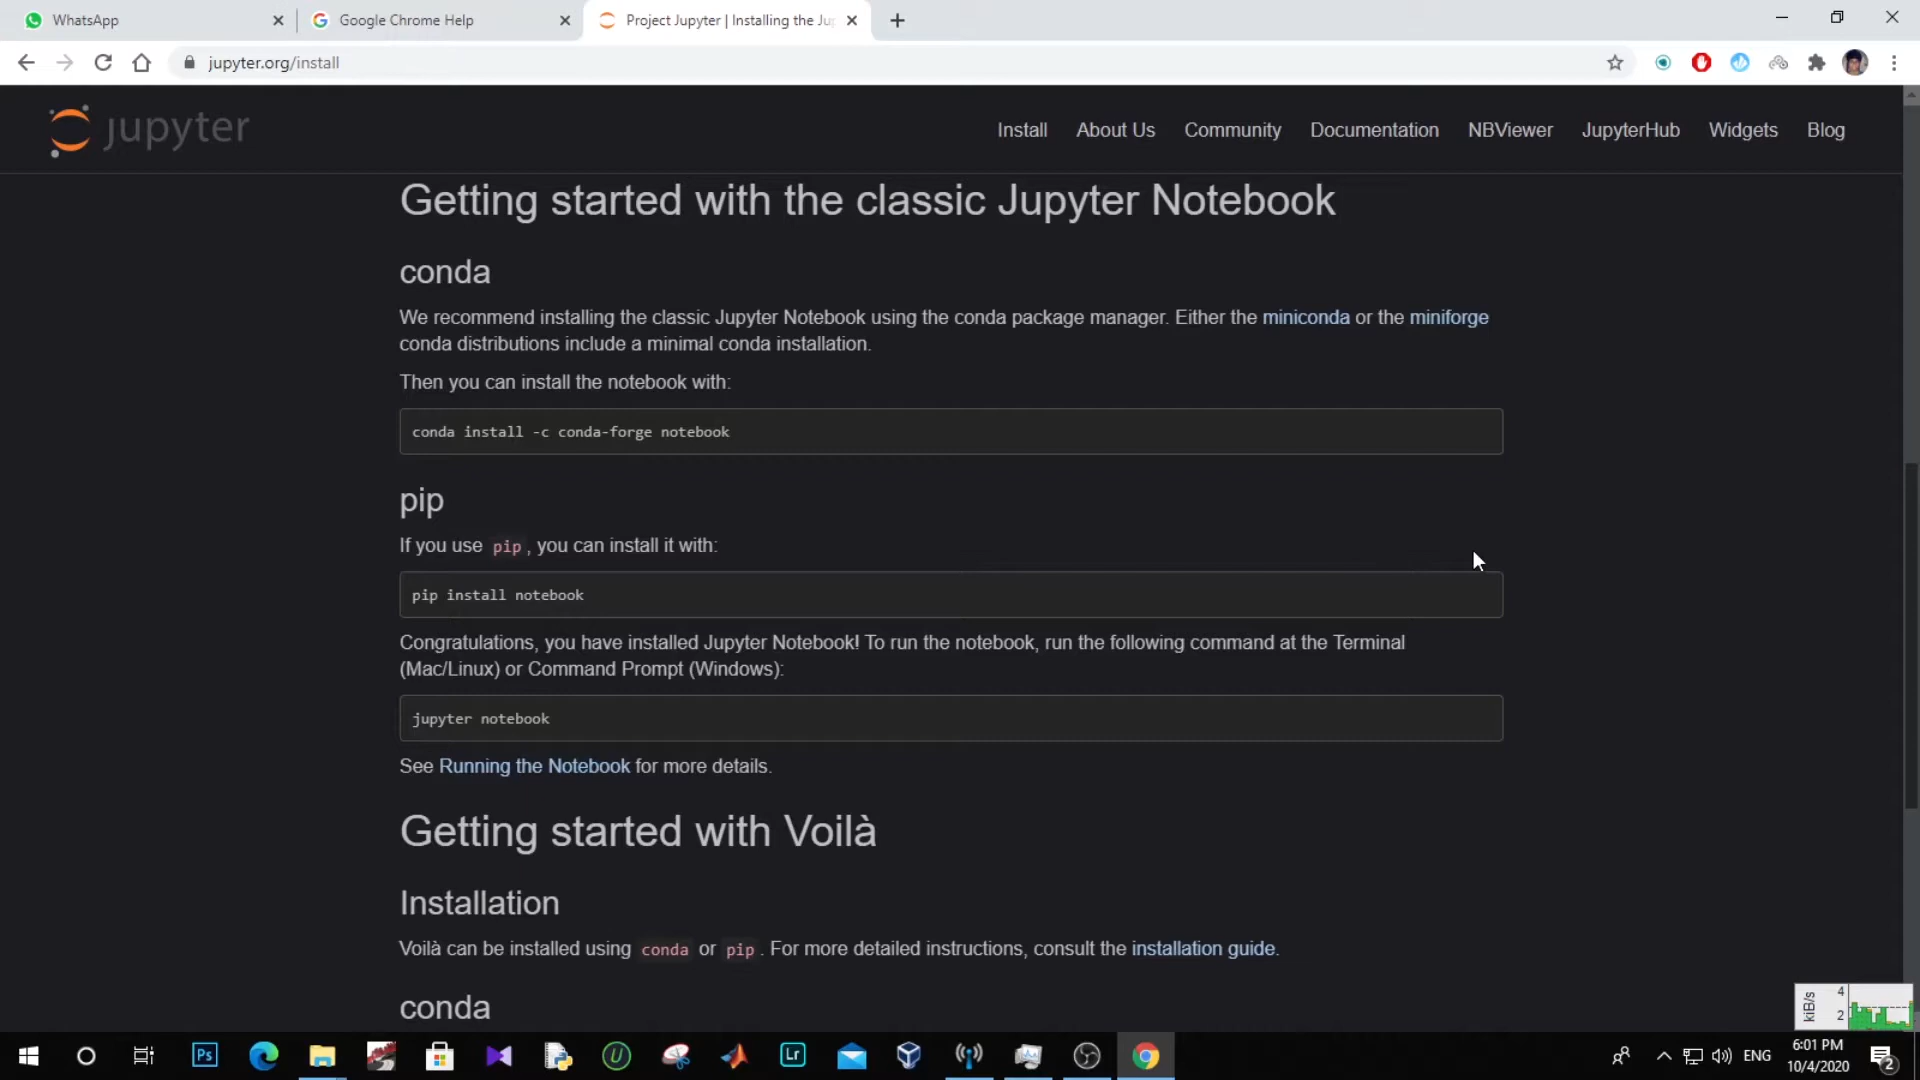 WhatsApp
Google Chrome Help
Project Jupyter | Installing the Ju
jupyter.org/install
jupyter
Install About Us Community Documentation NBViewer JupyterHub Widgets Blog
Getting started with the classic Jupyter Notebook
conda
We recommend installing the classic Jupyter Notebook using the conda package manager. Either the miniconda or the miniforge
conda distributions include a minimal conda installation.
Then you can install the notebook with:
conda install -c conda-forge notebook
pip
If you use pip , you can install it with:
pip install notebook
Congratulations, you have installed Jupyter Notebook! To run the notebook, run the following command at the Terminal
(Mac/Linux) or Command Prompt (Windows):
jupyter notebook
See Running the Notebook for more details.
Getting started with Voilà
Installation
Voilà can be installed using conda or pip . For more detailed instructions, consult the installation guide.
conda
kiB/s
4
2
Ps
U
Lr
ENG
6:01 PM
10/4/2020
2